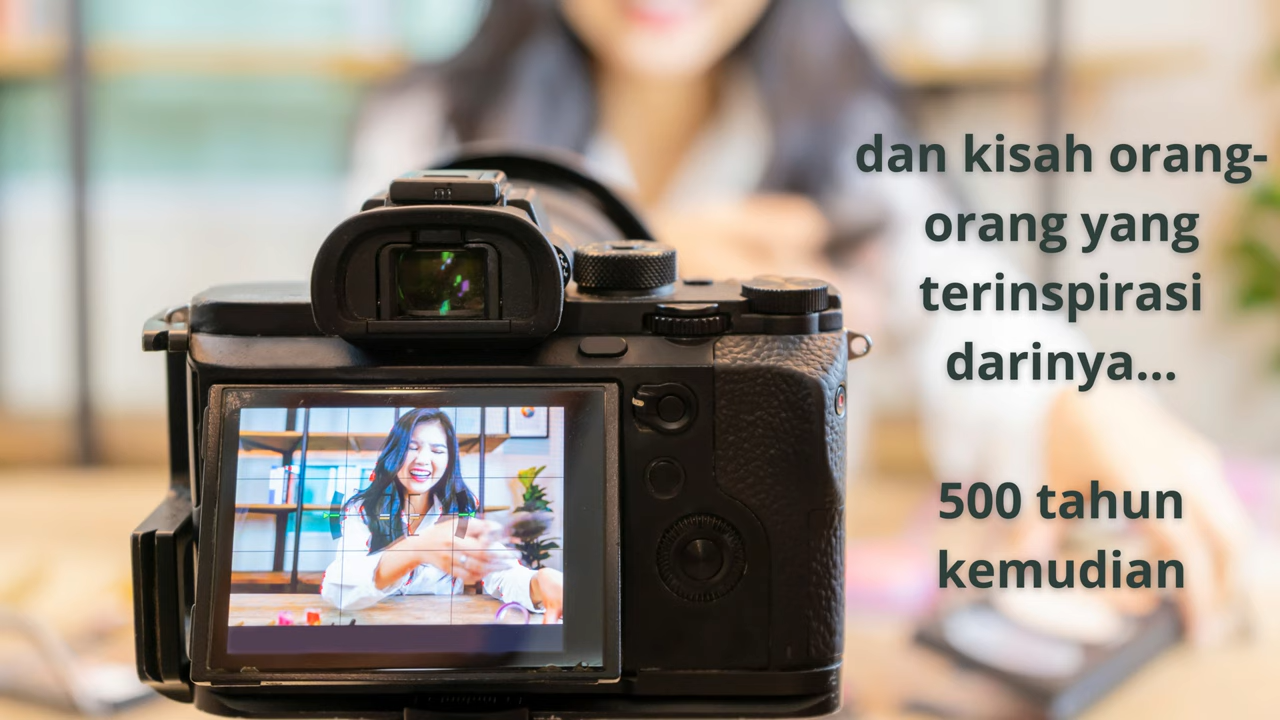 dan kisah orang-
orang yang
terinspirasi
darinya...
500 tahun
kemudian